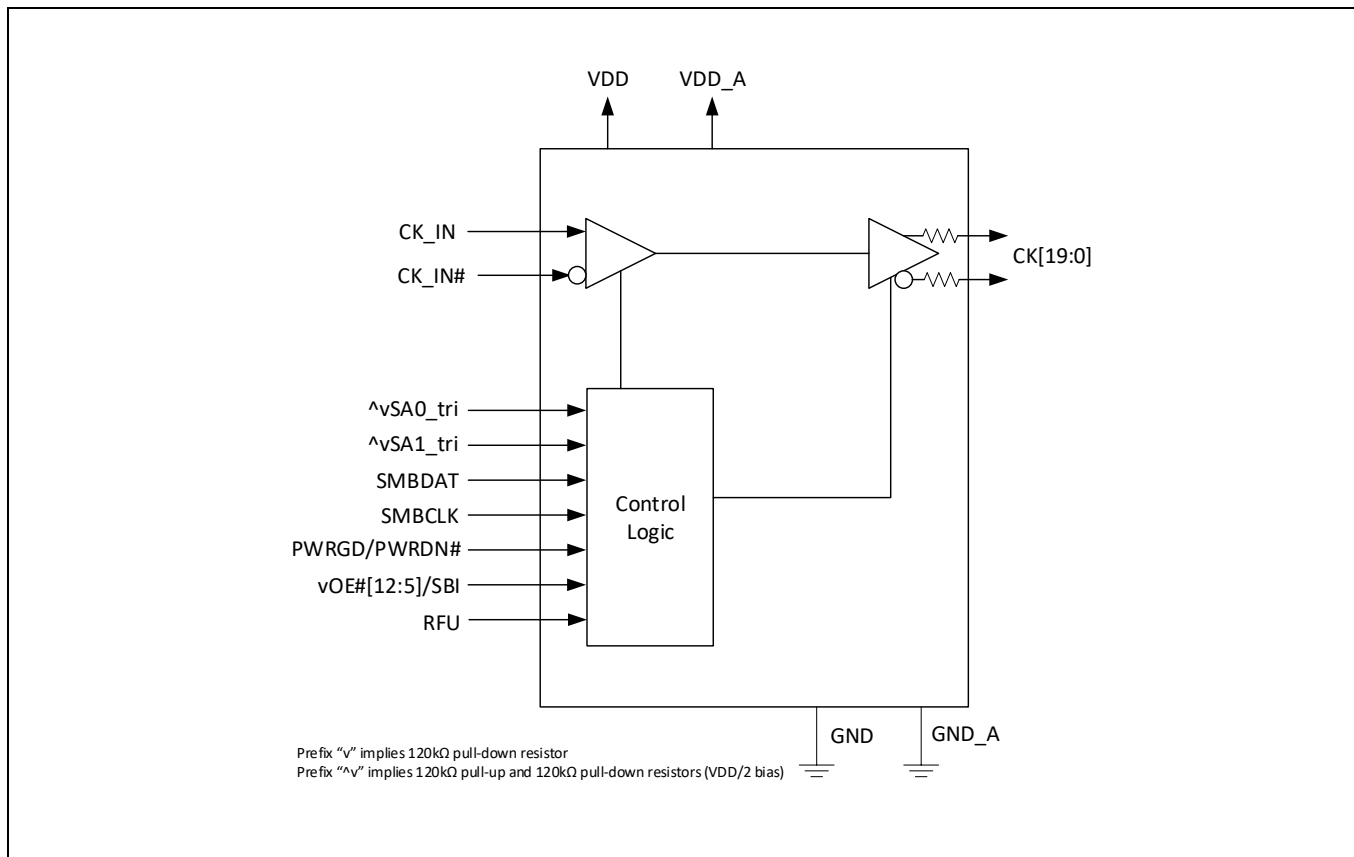 VDD
VDD_A
CK_IN
CK_IN#
CK[19:0]
^vSA0_tri
^vSA1_tri
SMBDAT
SMBCLK
PWRGD/PWRDN#
vOE#[12:5]/SBI
RFU
Control
Logic
GND
GND_A
Prefix “v” implies 120kΩ pull-down resistor
Prefix “^v” implies 120kΩ pull-up and 120kΩ pull-down resistors (VDD/2 bias)